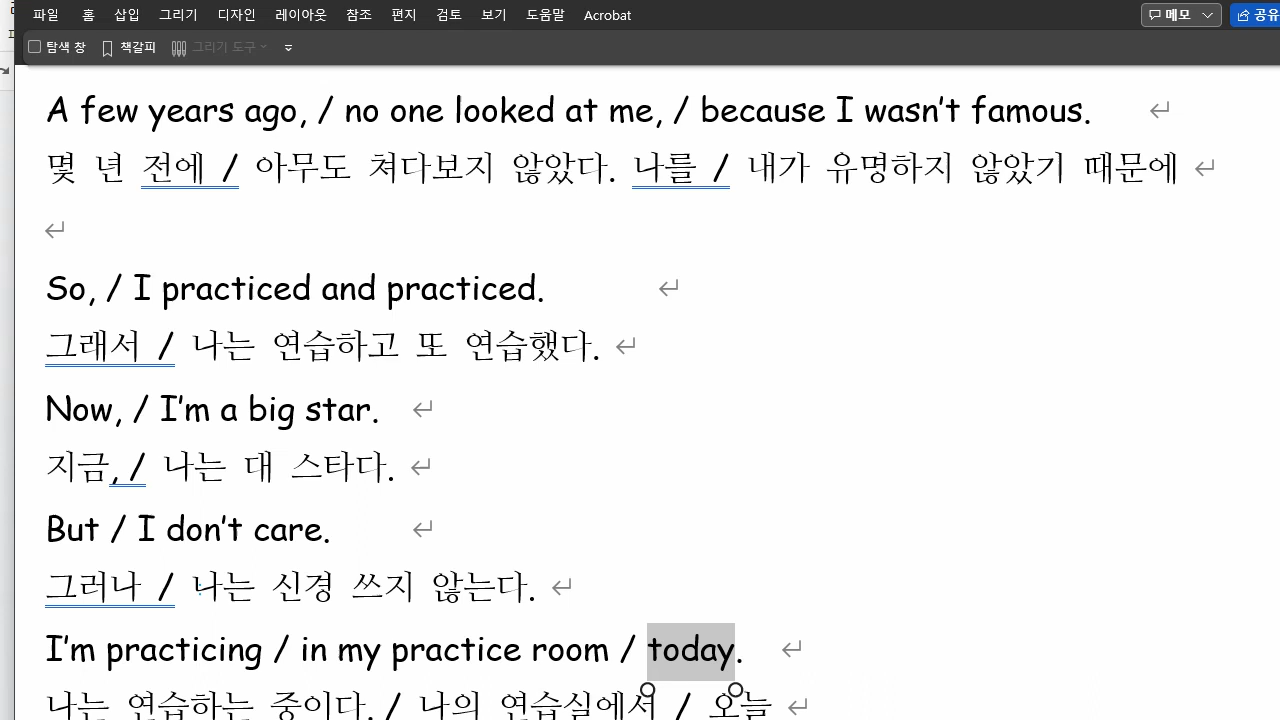 파일 홈 삽입 그리기 디자인 레이아웃 참조 편지 검토 보기 도움말 Acrobat 메모 공유
탐색 창 책갈피 그리기 도구
A few years ago, / no one looked at me, / because I wasn't famous.
몇 년 전에 / 아무도 쳐다보지 않았다. 나를 / 내가 유명하지 않았기 때문에
So, / I practiced and practiced.
그래서 / 나는 연습하고 또 연습했다.
Now, / I'm a big star.
지금, / 나는 대 스타다.
But / I don't care.
그러나 / 나는 신경 쓰지 않는다.
I'm practicing / in my practice room / today.
나는 연습하는 중이다. / 나의 연습실에서 / 오늘